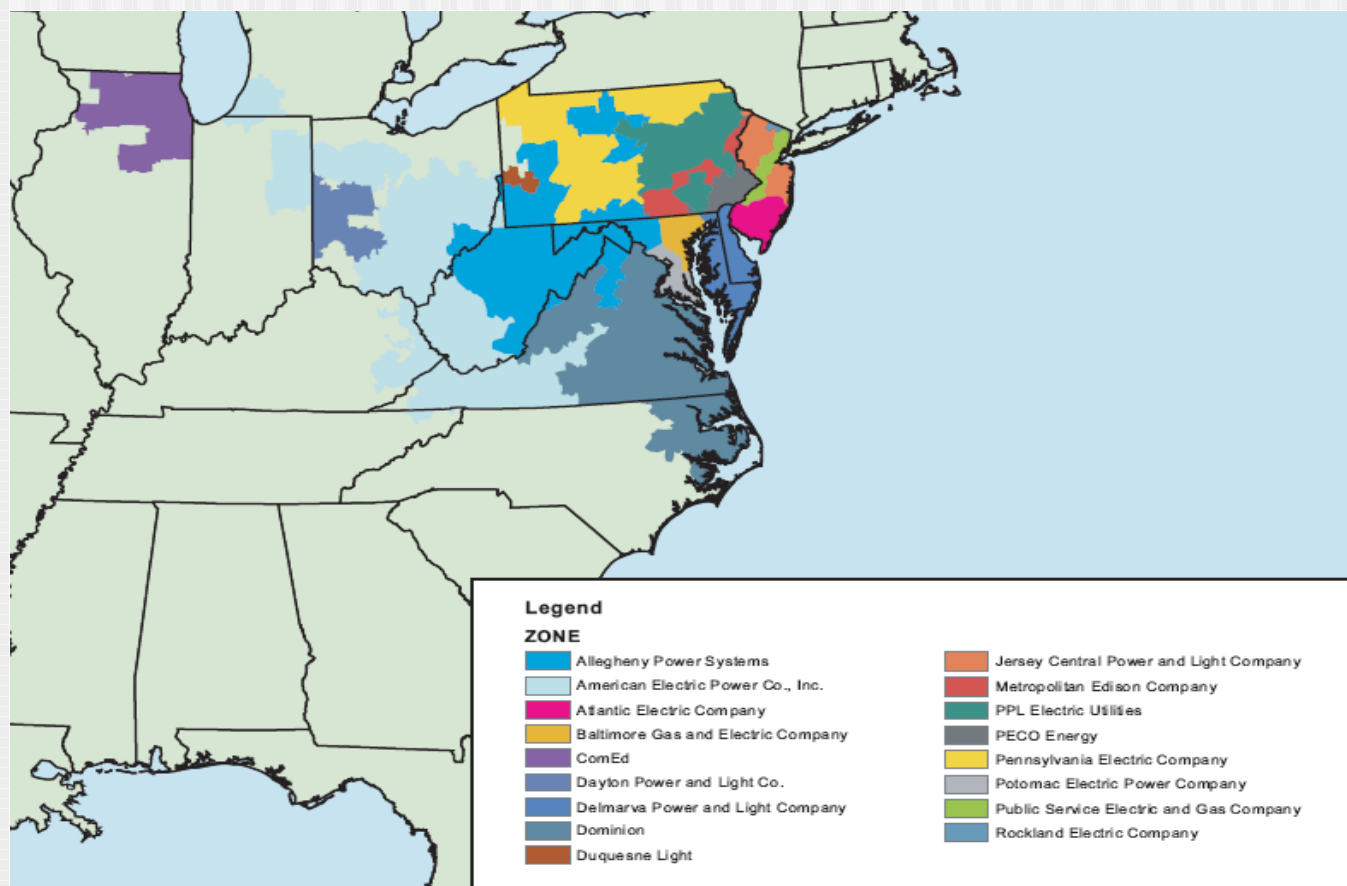 Legend
ZONE
Allegheny Power Systems
American Electric Power Co., Inc.
Atlantic Electric Company
Baltimore Gas and Electric Company
ComEd
Dayton Power and Light Co.
Delmarva Power and Light Company
Dominion
Duquesne Light
Jersey Central Power and Light Company
Metropolitan Edison Company
PPL Electric Utilities
PECO Energy
Pennsylvania Electric Company
Potomac Electric Power Company
Public Service Electric and Gas Company
Rockland Electric Company